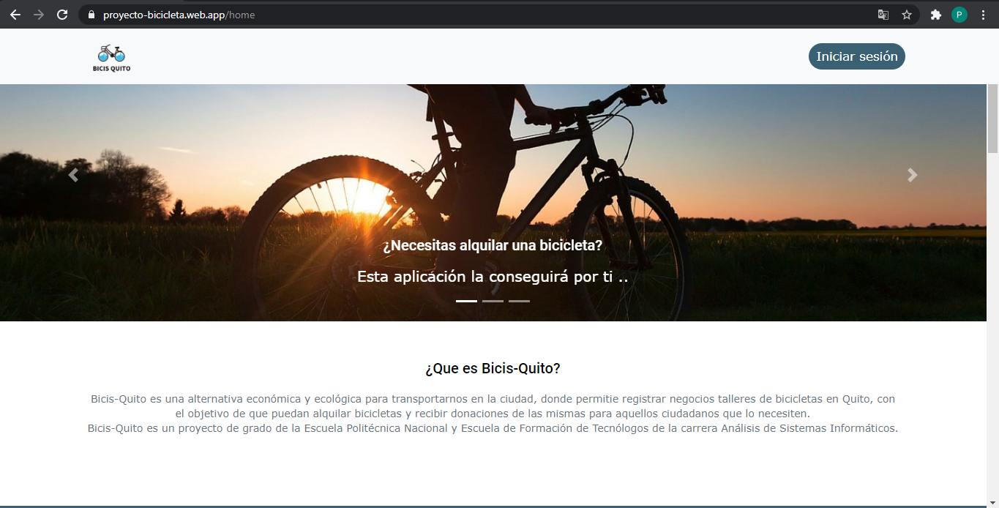 proyecto-bicicleta.web.app/home
P
BICIS QUITO
Iniciar sesión
¿Necesitas alquilar una bicicleta?
Esta aplicación la conseguirá por ti ..
¿Que es Bicis-Quito?
Bicis-Quito es una alternativa económica y ecológica para transportarnos en la ciudad, donde permitie registrar negocios talleres de bicicletas en Quito, con
el objetivo de que puedan alquilar bicicletas y recibir donaciones de las mismas para aquellos ciudadanos que lo necesiten.
Bicis-Quito es un proyecto de grado de la Escuela Politécnica Nacional y Escuela de Formación de Tecnólogos de la carrera Análisis de Sistemas Informáticos.